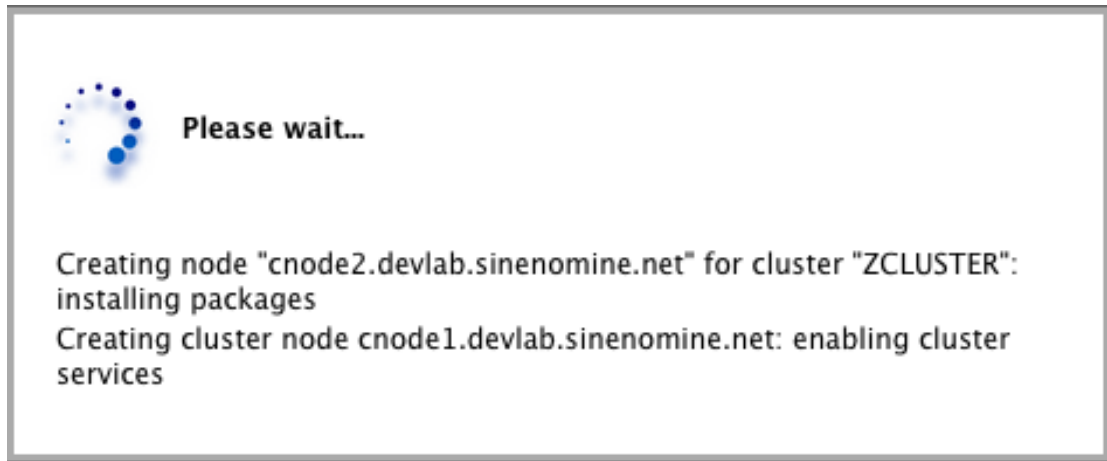 Please wait...
Creating node "cnode2.devlab.sinenomine.net" for cluster "ZCLUSTER":
installing packages
Creating cluster node cnode1.devlab.sinenomine.net: enabling cluster
services